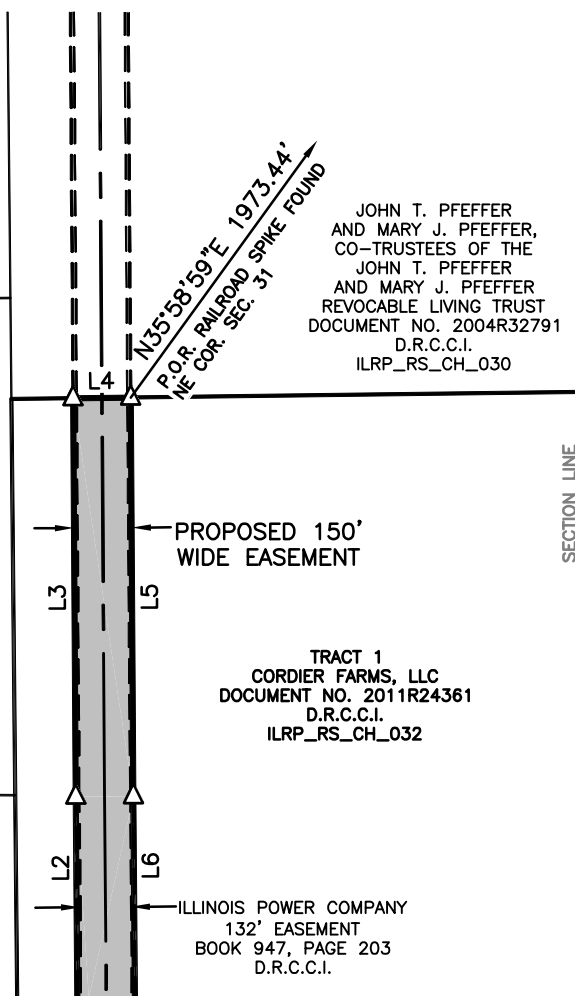 N35°58'59"E 1973.44'
P.O.R. RAILROAD SPIKE FOUND
NE COR. SEC. 31
JOHN T. PFEFFER
AND MARY J. PFEFFER,
CO-TRUSTEES OF THE
JOHN T. PFEFFER
AND MARY J. PFEFFER
REVOCABLE LIVING TRUST
DOCUMENT NO. 2004R32791
D.R.C.C.I.
ILRP_RS_CH_030
L4
SECTION LINE
PROPOSED 150'
WIDE EASEMENT
L3
L5
TRACT 1
CORDIER FARMS, LLC
DOCUMENT NO. 2011R24361
D.R.C.C.I.
ILRP_RS_CH_032
L2
L6
ILLINOIS POWER COMPANY
132' EASEMENT
BOOK 947, PAGE 203
D.R.C.C.I.